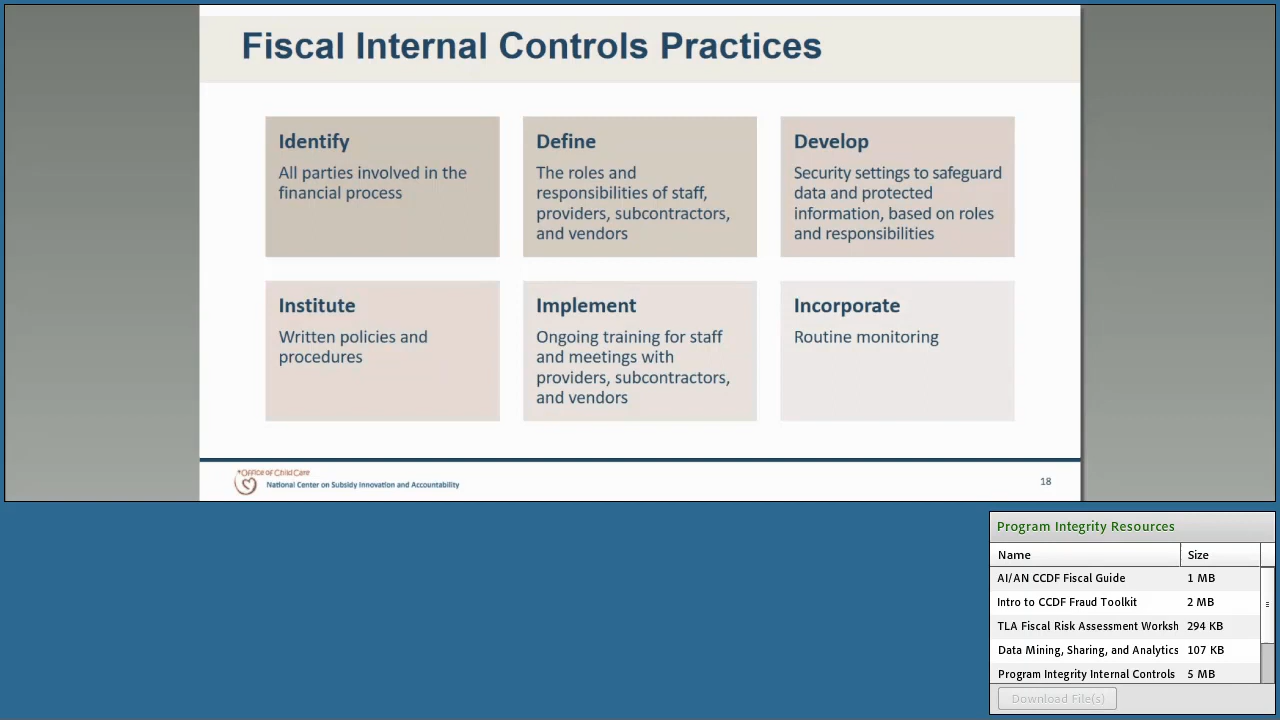 Fiscal Internal Controls Practices
Identify
All parties involved in the
financial process
Define
The roles and
responsibilities of staff,
providers, subcontractors,
and vendors
Develop
Security settings to safeguard
data and protected
information, based on roles
and responsibilities
Institute
Written policies and
procedures
Implement
Ongoing training for staff
and meetings with
providers, subcontractors,
and vendors
Incorporate
Routine monitoring
Office of Child Care
National Center on Subsidy Innovation and Accountability
18
Program Integrity Resources
Name Size
AI/AN CCDF Fiscal Guide 1 MB
Intro to CCDF Fraud Toolkit 2 MB
TLA Fiscal Risk Assessment Worksh 294 KB
Data Mining, Sharing, and Analytics 107 KB
Program Integrity Internal Controls 5 MB
Download File(s)